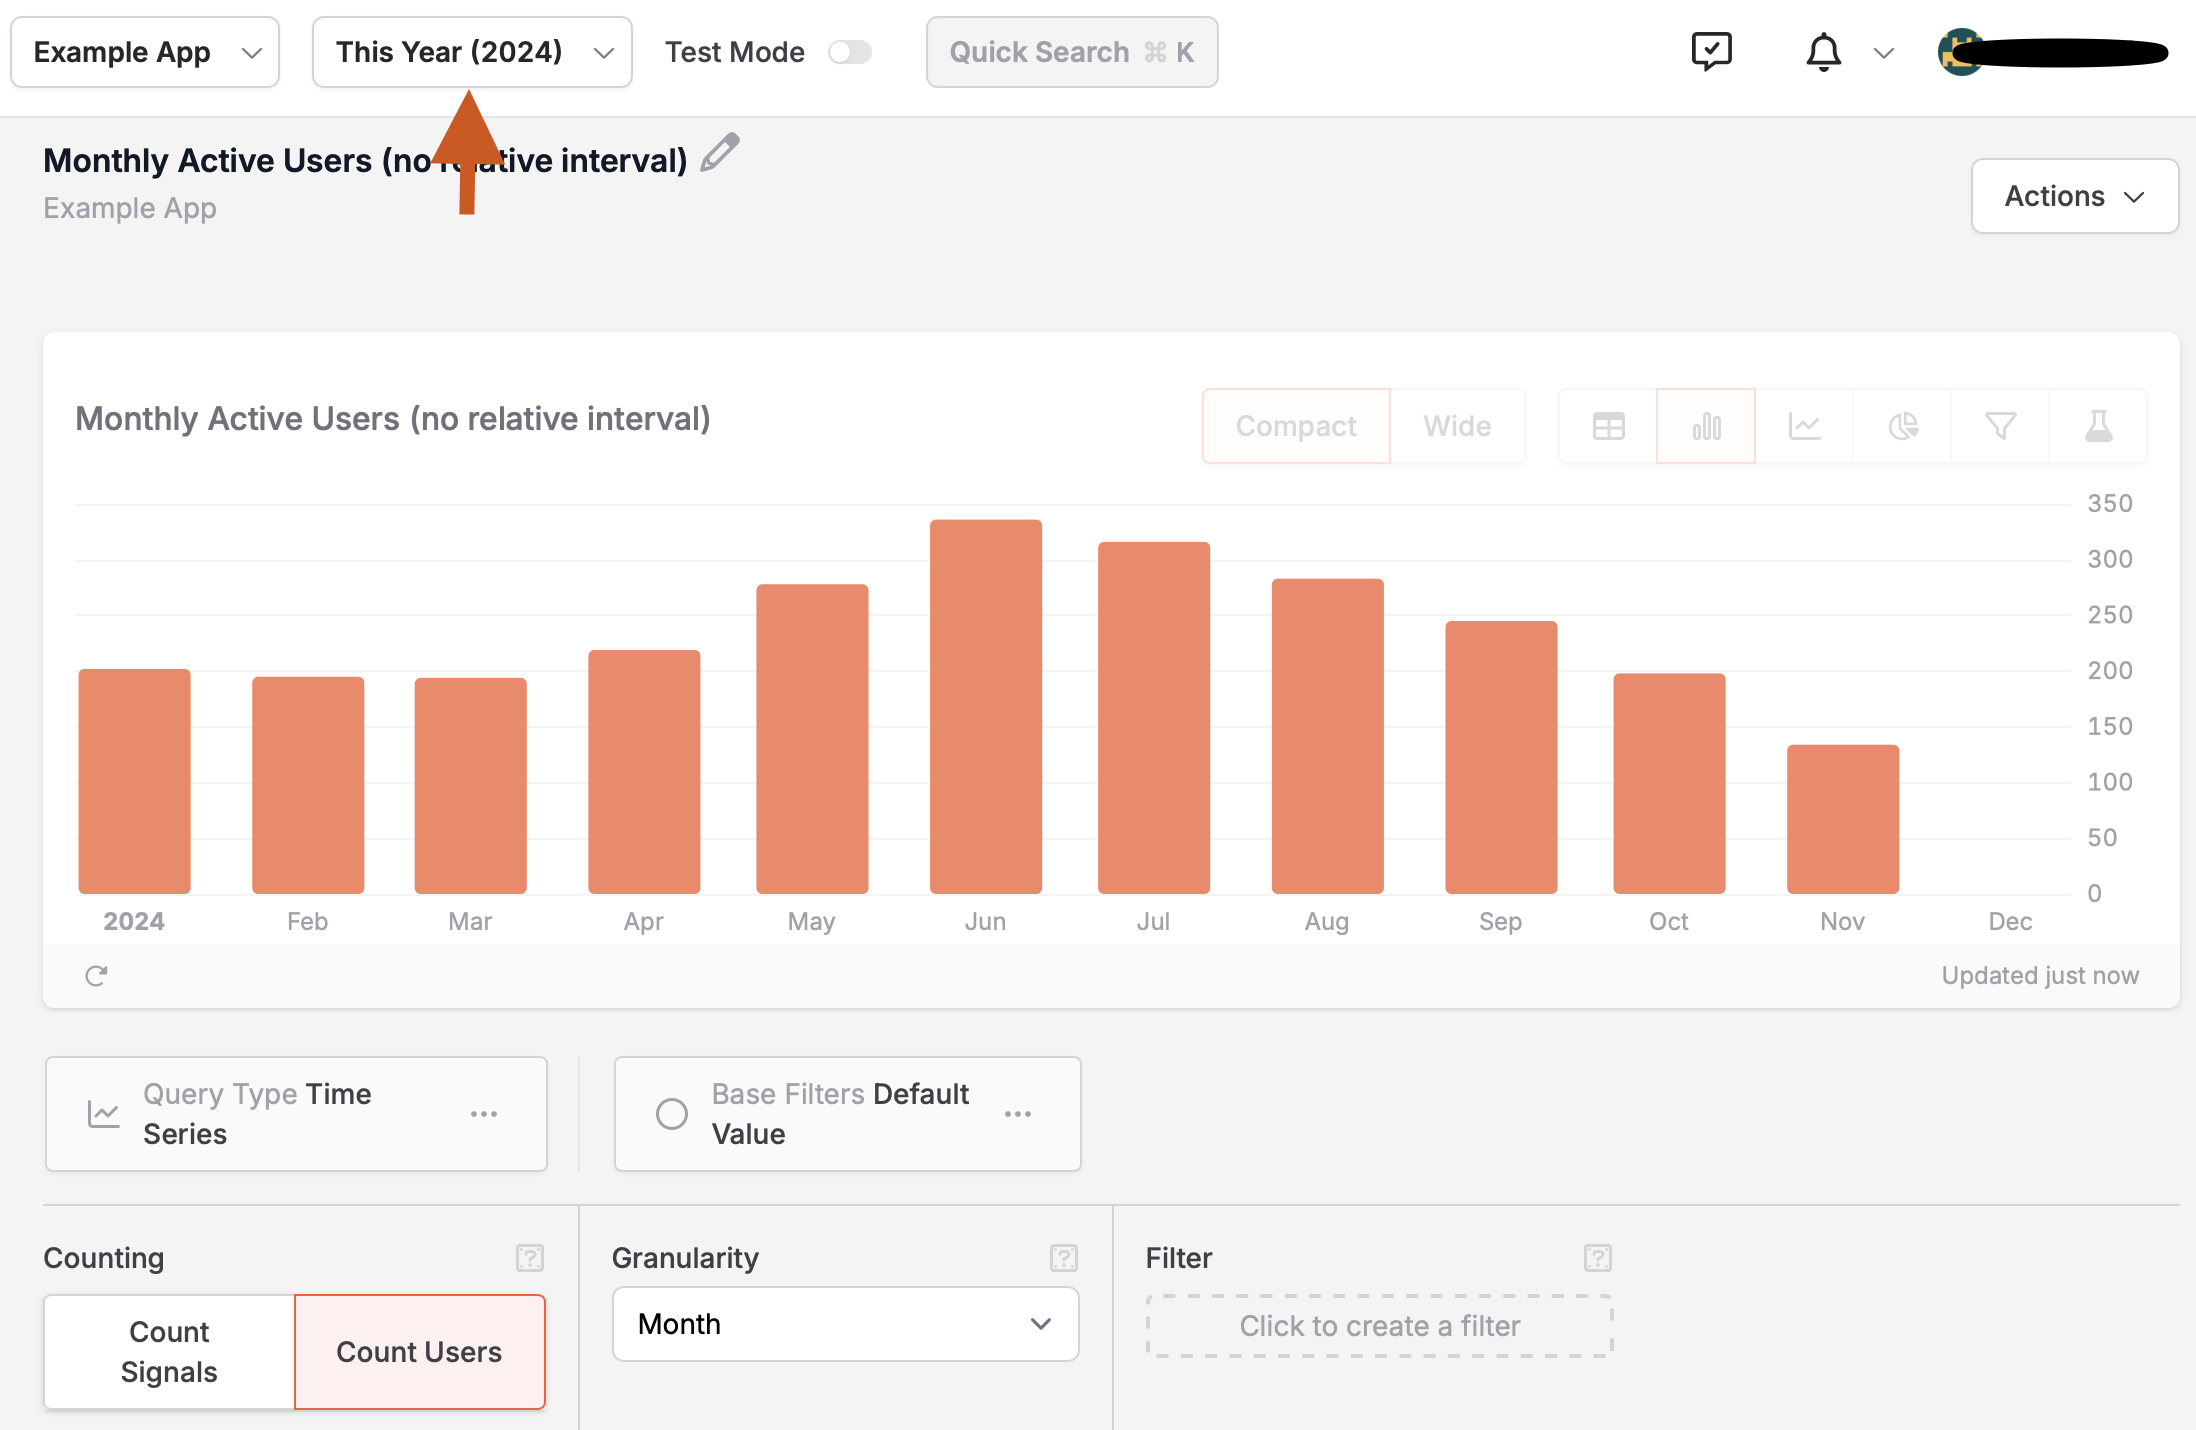 Example App
This Year (2024)
Test Mode
Quick Search ⌘ K
Monthly Active Users (no relative interval)
Example App
Actions
Monthly Active Users (no relative interval)
Compact
Wide
350
300
250
200
150
100
50
0
2024 Feb Mar Apr May Jun Jul Aug Sep Oct Nov Dec
Updated just now
Query Type Time
Series
Base Filters Default
Value
Counting
Count
Signals
Count Users
Granularity
Month
Filter
Click to create a filter